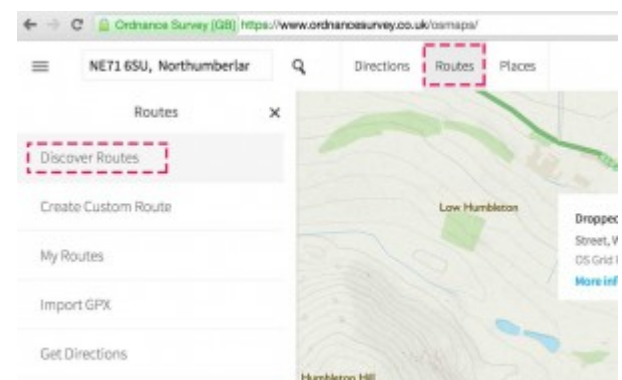 Ordnance Survey [GB] https://www.ordnancesurvey.co.uk/osmaps/
NE71 6SU, Northumberlar
Directions
Routes
Places
Routes
Discover Routes
Create Custom Route
My Routes
Import GPX
Get Directions
Low Humbleton
Dropped
Street, W
OS Grid
More inf
Humbleton Hill